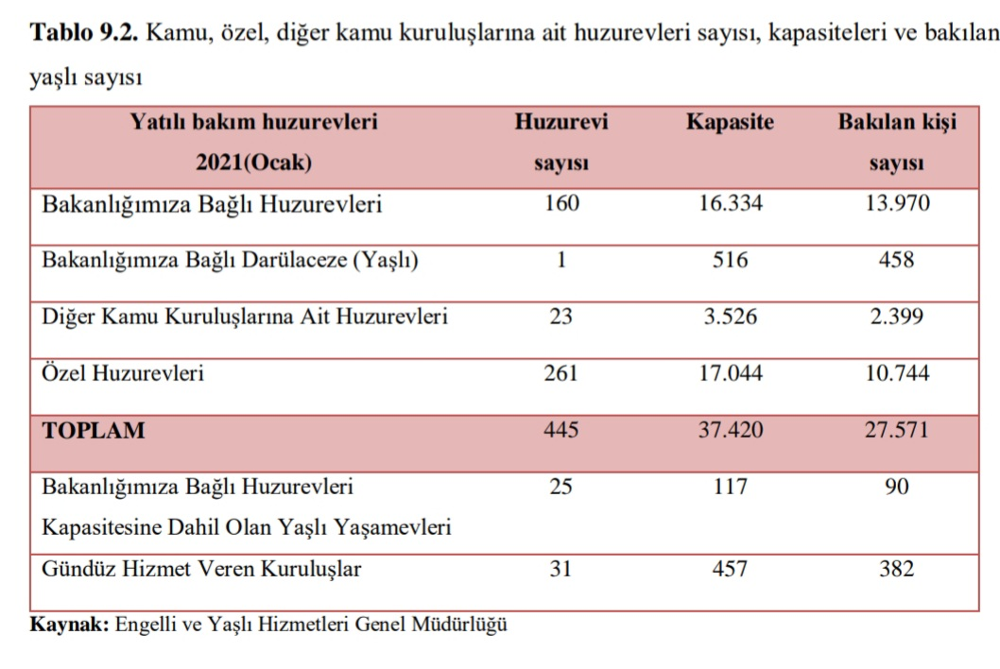 Tablo 9.2. Kamu, özel, diğer kamu kuruluşlarına ait huzurevleri sayısı, kapasiteleri ve bakılan
yaşlı sayısı
Yatılı bakım huzurevleri 2021(Ocak) Huzurevi sayısı Kapasite Bakılan kişi sayısı
Bakanlığımıza Bağlı Huzurevleri 160 16.334 13.970
Bakanlığımıza Bağlı Darülaceze (Yaşlı) 1 516 458
Diğer Kamu Kuruluşlarına Ait Huzurevleri 23 3.526 2.399
Özel Huzurevleri 261 17.044 10.744
TOPLAM 445 37.420 27.571
Bakanlığımıza Bağlı Huzurevleri 25 117 90
Kapasitesine Dahil Olan Yaşlı Yaşamevleri
Gündüz Hizmet Veren Kuruluşlar 31 457 382
Kaynak: Engelli ve Yaşlı Hizmetleri Genel Müdürlüğü